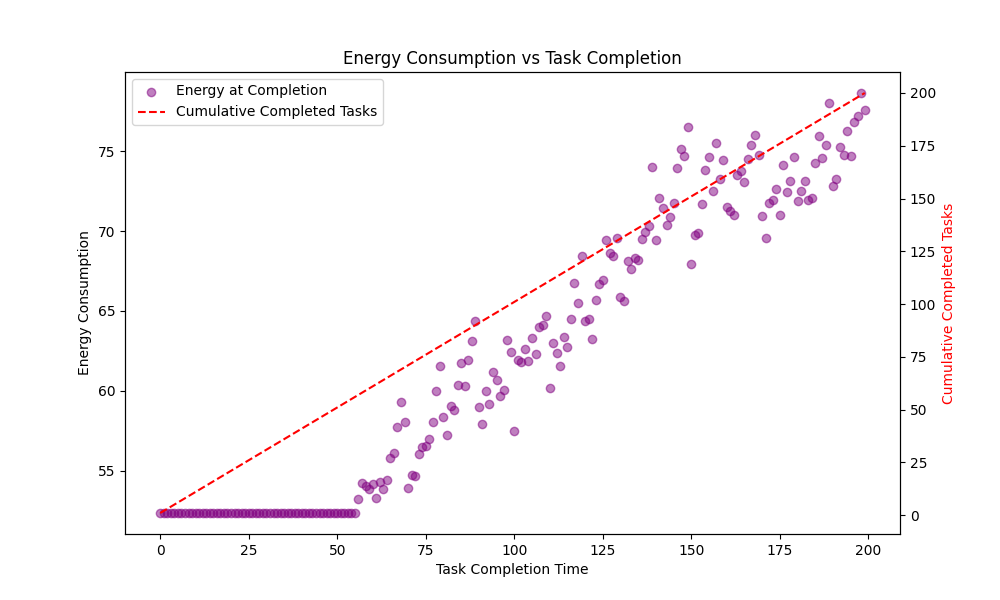 Energy Consumption vs Task Completion
Energy at Completion
Cumulative Completed Tasks
Energy Consumption
75
70
65
60
55
200
175
150
125
100
75
50
25
0
Cumulative Completed Tasks
0 25 50 75 100 125 150 175 200
Task Completion Time